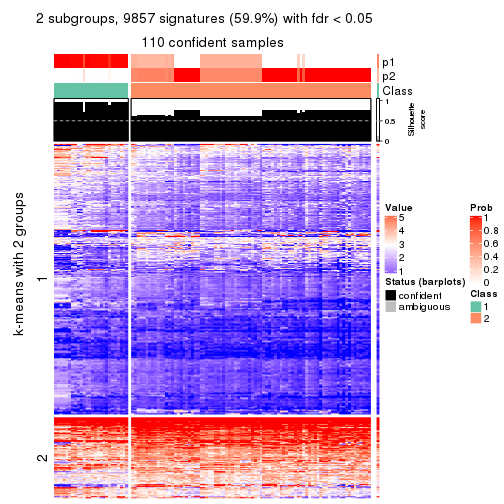 2 subgroups, 9857 signatures (59.9%) with fdr < 0.05
110 confident samples
p1
p2
Class
1
0.5
0
Silhouette
score
k-means with 2 groups
1
2
Value
5
4
3
2
1
Status (barplots)
confident
ambiguous
Prob
1
0.8
0.6
0.4
0.2
0
Class
1
2